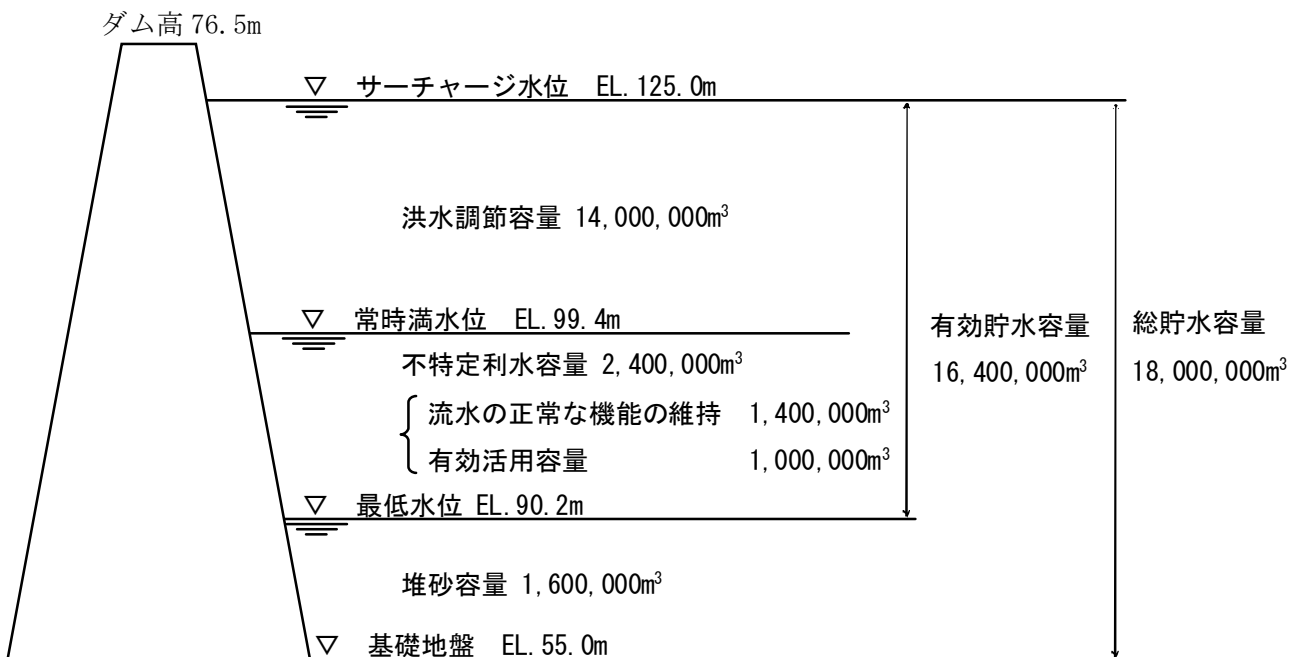 ダム高 76.5m
▽ サーチャージ水位 EL.125.0m
洪水調節容量 14,000,000m³
▽ 常時満水位 EL.99.4m
有効貯水容量
16,400,000m³
総貯水容量
18,000,000m³
不特定利水容量 2,400,000m³
流水の正常な機能の維持 1,400,000m³
有効活用容量 1,000,000m³
▽ 最低水位 EL.90.2m
堆砂容量 1,600,000m³
▽ 基礎地盤 EL.55.0m